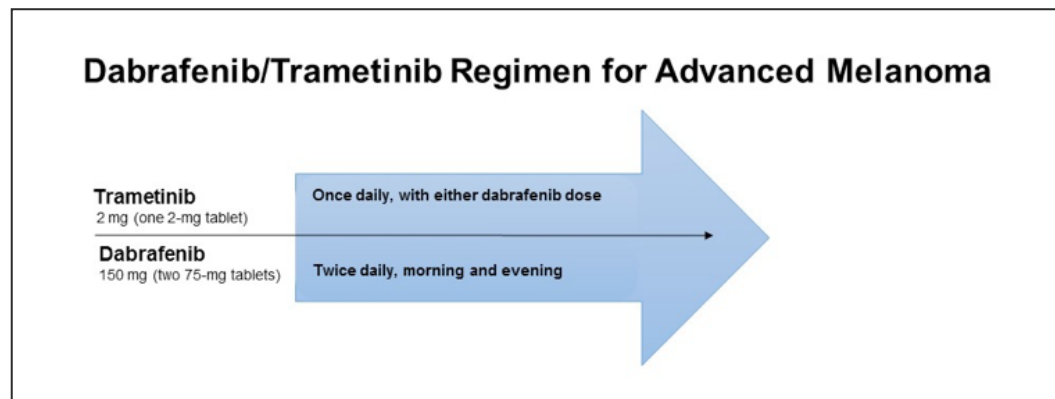 Dabrafenib/Trametinib Regimen for Advanced Melanoma
Trametinib
2 mg (one 2-mg tablet)
Once daily, with either dabrafenib dose
Dabrafenib
150 mg (two 75-mg tablets)
Twice daily, morning and evening